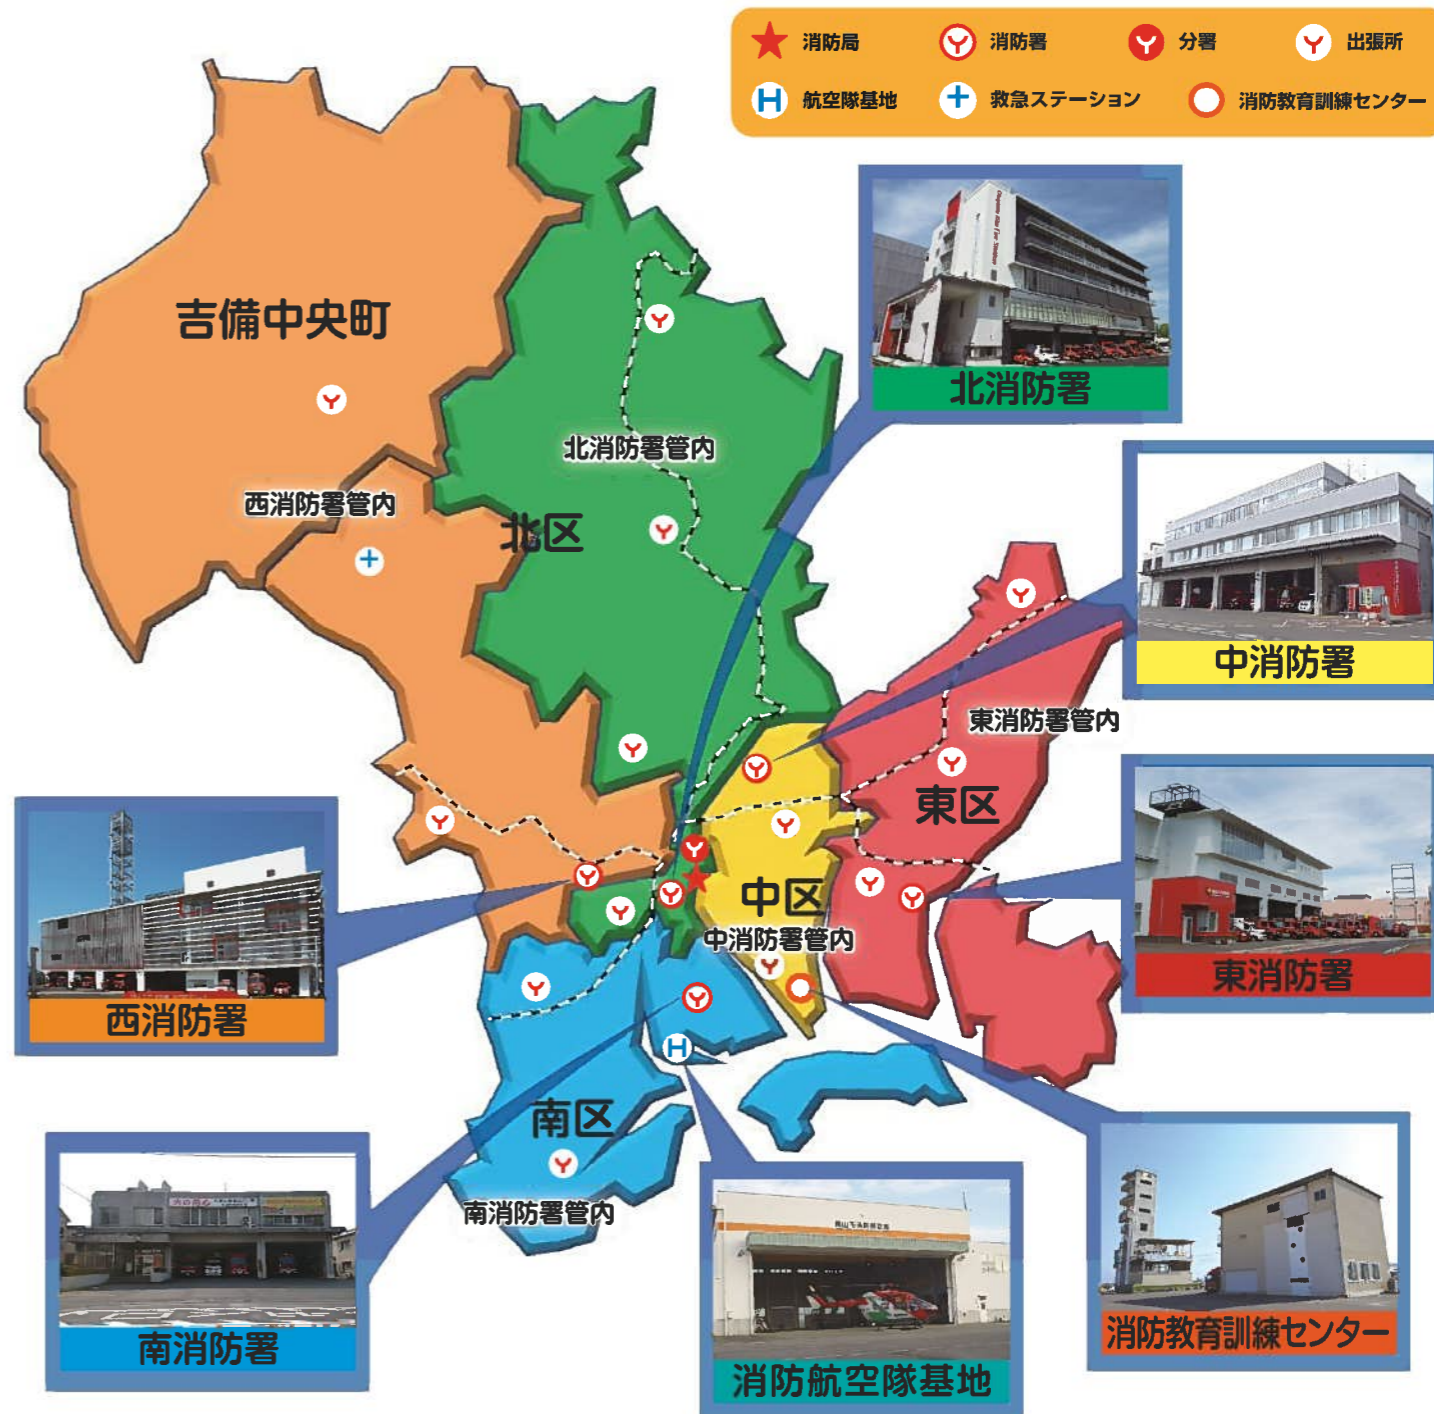 消防局
消防署
分署
出張所
航空隊基地
救急ステーション
消防教育訓練センター
吉備中央町
北消防署
北消防署管内
西消防署管内
北区
中消防署
東消防署管内
東区
中区
中消防署管内
東消防署
西消防署
南区
南消防署管内
南消防署
消防航空隊基地
消防教育訓練センター